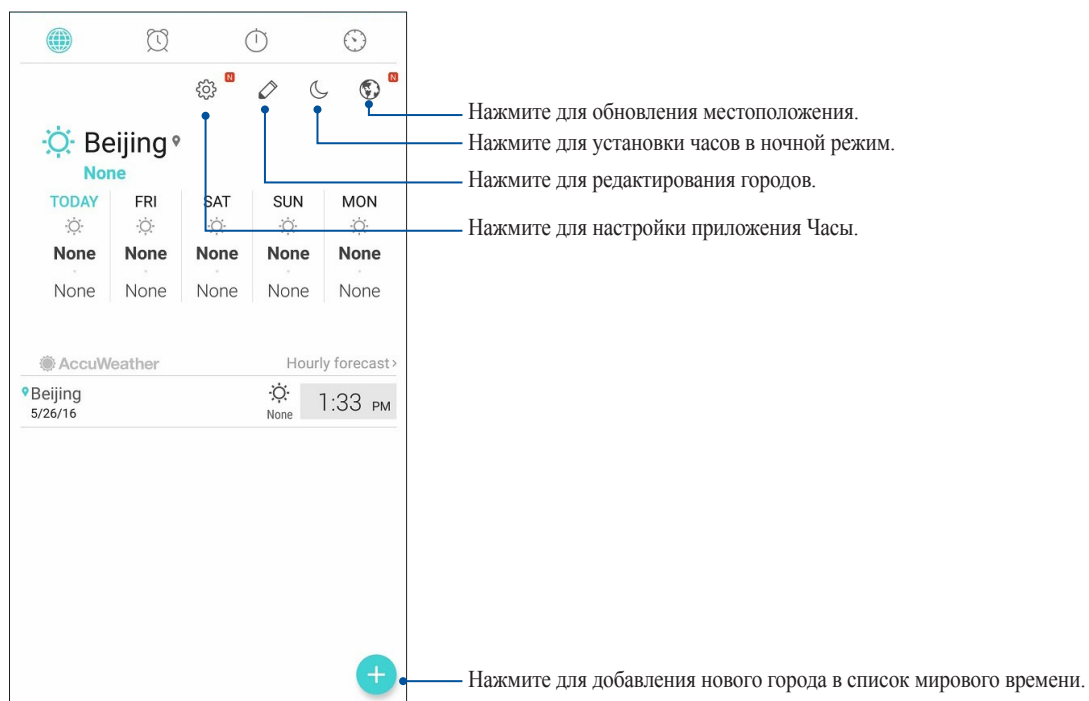 N N
Нажмите для обновления местоположения.
Нажмите для установки часов в ночной режим.
Beijing
None
Нажмите для редактирования городов.
TODAY FRI SAT SUN MON
Нажмите для настройки приложения Часы.
None None None None None
None None None None None
AccuWeather Hourly forecast >
Beijing
5/26/16
None
1:33 PM
+
Нажмите для добавления нового города в список мирового времени.